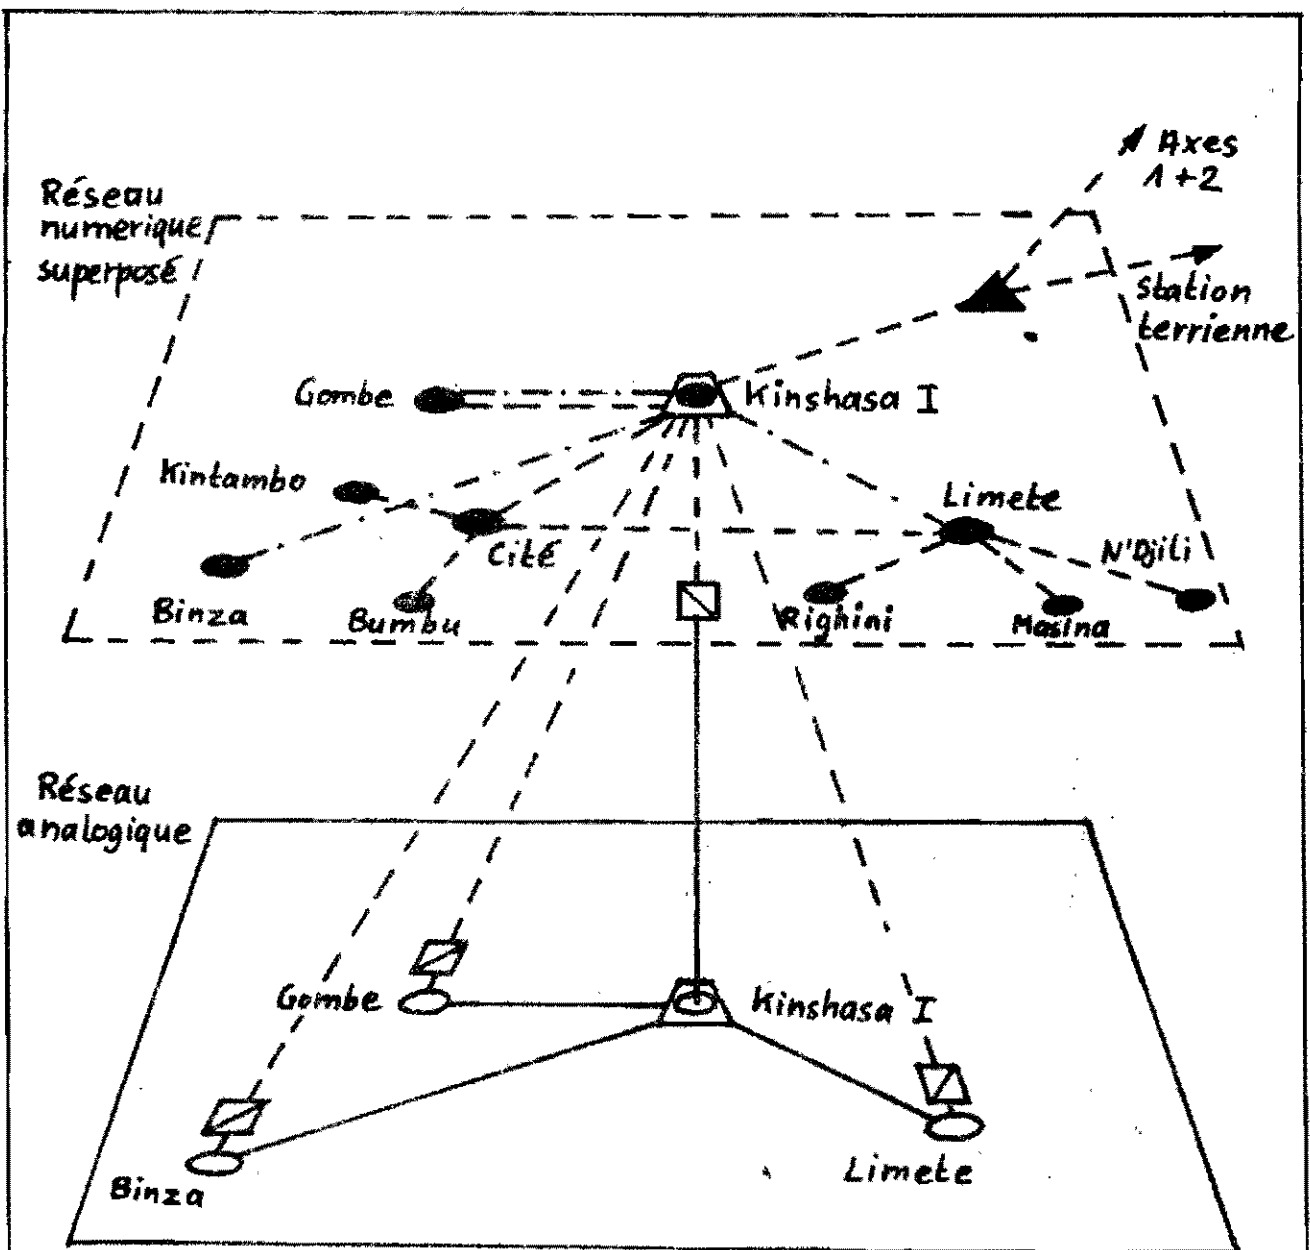 Axes
1+2
Réseau
numerique
superposé
Station
terrienne
Gombe
Kinshasa I
Kintambo
Limete
Cité
N'Djili
Binza
Bumbu
Righini
Masina
Réseau
analogique
Gombe
Kinshasa I
Binza
Limete